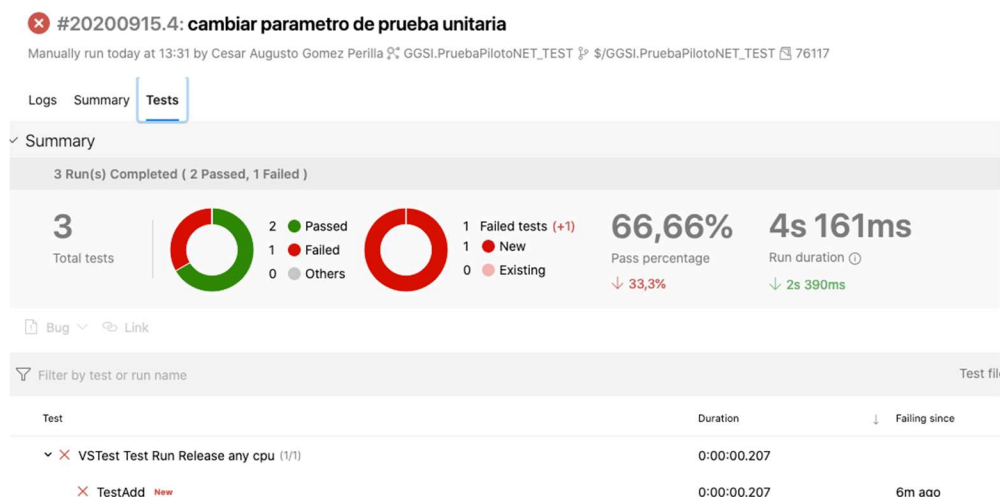 #20200915.4: cambiar parametro de prueba unitaria
Manually run today at 13:31 by Cesar Augusto Gomez Perilla GGSI.PruebaPilotoNET_TEST $/GGSI.PruebaPilotoNET_TEST 76117
Logs Summary Tests
Summary
3 Run(s) Completed ( 2 Passed, 1 Failed )
3
Total tests
2 Passed
1 Failed
0 Others
1 Failed tests (+1)
1 New
0 Existing
66,66%
Pass percentage
↓ 33,3%
4s 161ms
Run duration
↓ 2s 390ms
Bug Link
Filter by test or run name Test fil
Test Duration ↓ Failing since
VSTest Test Run Release any cpu (1/1) 0:00:00.207
TestAdd New 0:00:00.207 6m ago